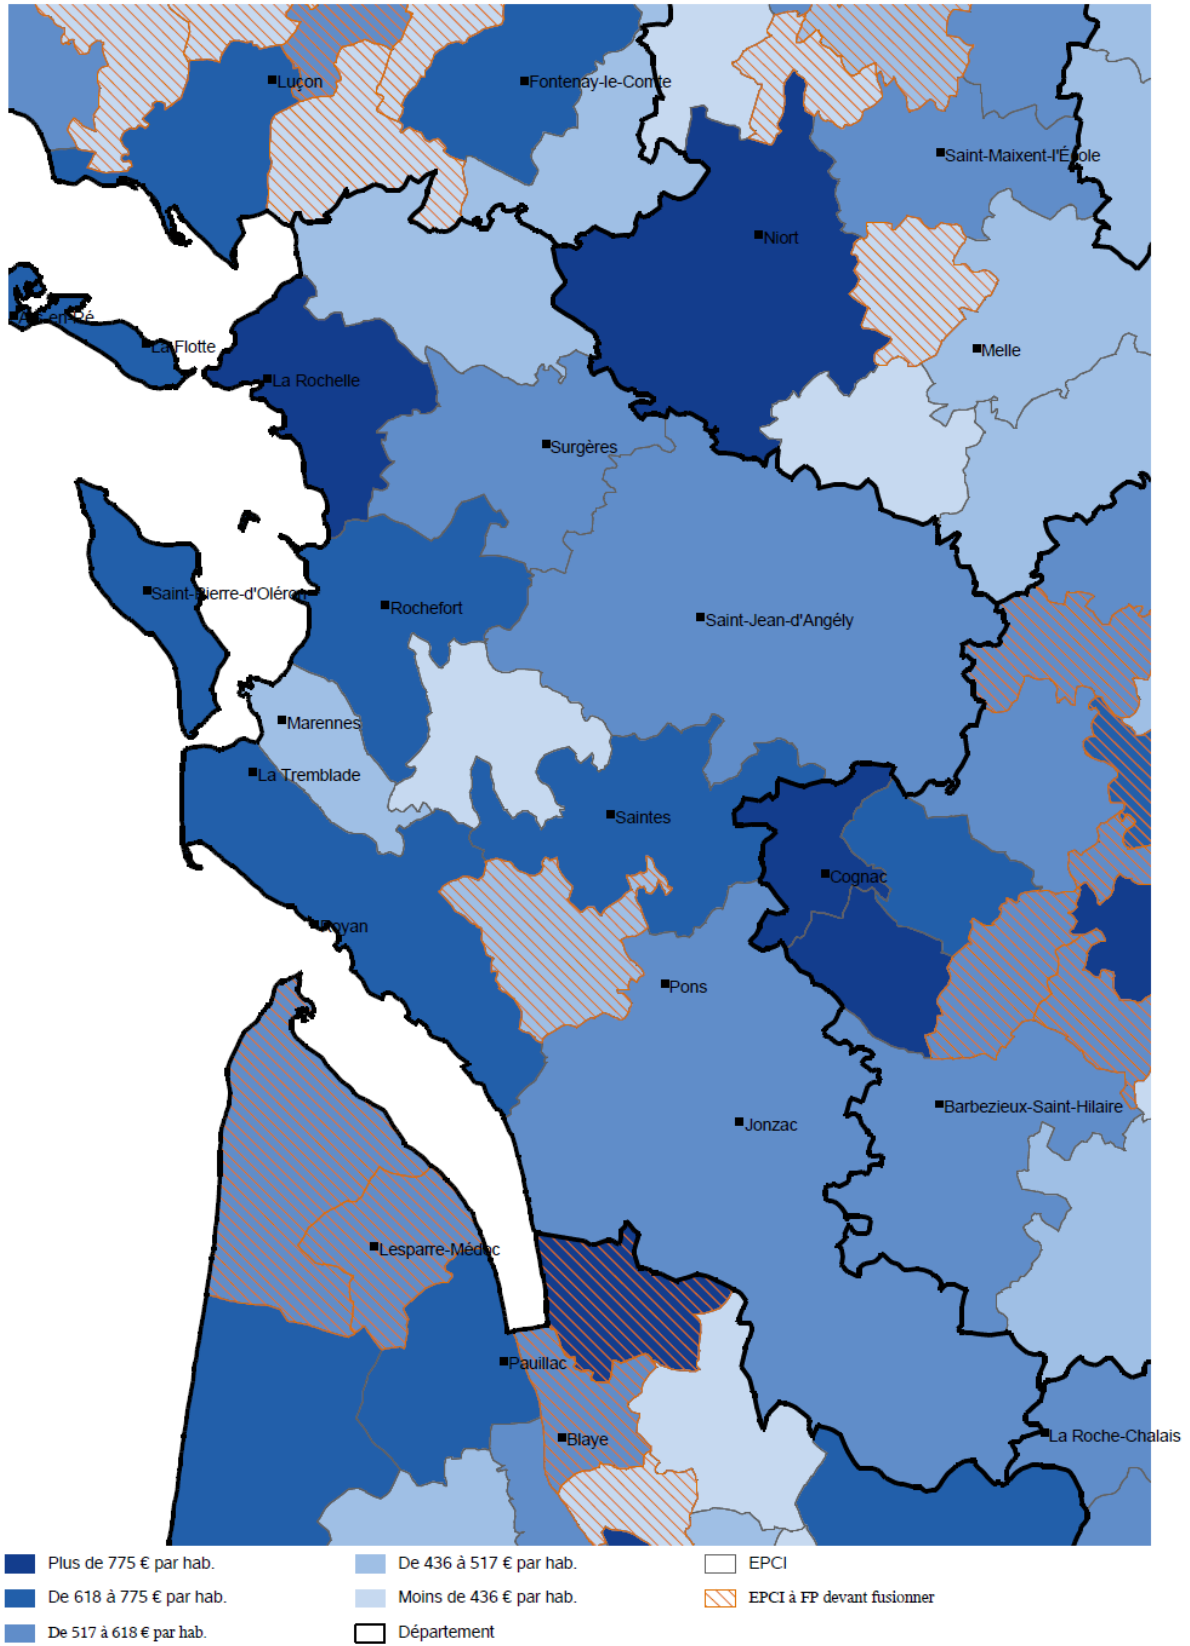 Luçon
Fontenay-le-Comte
Saint-Maixent-l'École
Niort
Ars-en-Ré
La Flotte
Melle
La Rochelle
Surgères
Saint-Pierre-d'Oléron
Rochefort
Saint-Jean-d'Angély
Marennes
La Tremblade
Saintes
Cognac
Royan
Pons
Barbezieux-Saint-Hilaire
Jonzac
Lesparre-Médoc
Pauillac
Blaye
La Roche-Chalais
Plus de 775 € par hab.
De 436 à 517 € par hab.
EPCI
De 618 à 775 € par hab.
Moins de 436 € par hab.
EPCI à FP devant fusionner
De 517 à 618 € par hab.
Département